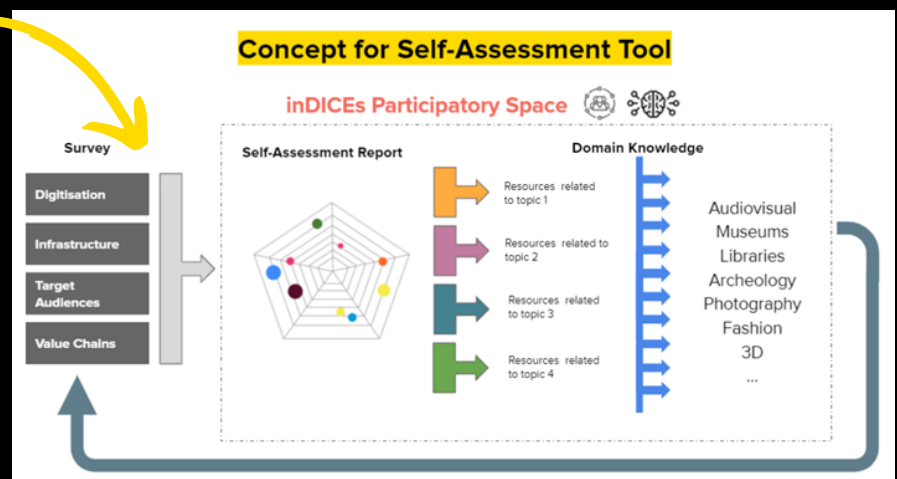 Concept for Self-Assessment Tool
inDICEs Participatory Space
Survey
Digitisation
Infrastructure
Target
Audiences
Value Chains
Self-Assessment Report
Resources related
to topic 1
Resources related to
topic 2
Resources related
to topic 3
Resources related
to topic 4
Domain Knowledge
Audiovisual
Museums
Libraries
Archeology
Photography
Fashion
3D
...